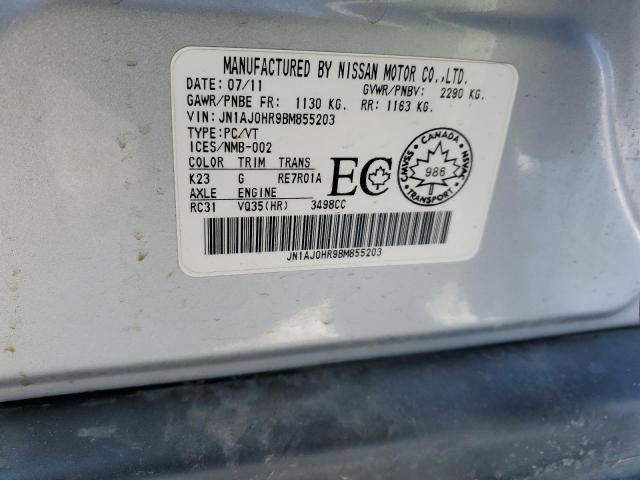 MANUFACTURED BY NISSAN MOTOR CO.,LTD.
DATE: 07/11 GVWR/PNBV: 2290 KG.
GAWR/PNBE FR: 1130 KG. RR: 1163 KG.
VIN: JN1AJ0HR9BM855203
TYPE: PC/VT
ICES/NMB-002
COLOR TRIM TRANS
K23 G RE7R01A
AXLE ENGINE
RC31 VQ35(HR) 3498CC
EC
CANADA
CMVSS 986 NSVAC
TRANSPORT
JN1AJ0HR9BM855203